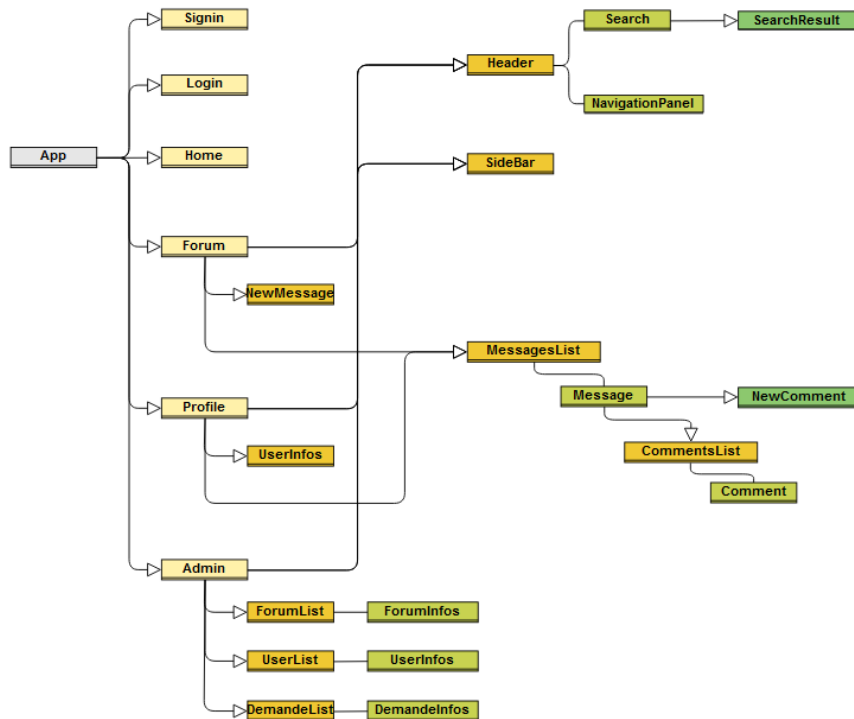 Signin
Search
SearchResult
Header
Login
NavigationPanel
App
Home
SideBar
Forum
NewMessage
MessagesList
Message
NewComment
Profile
UserInfos
CommentsList
Comment
Admin
ForumList
ForumInfos
UserList
UserInfos
DemandeList
DemandeInfos